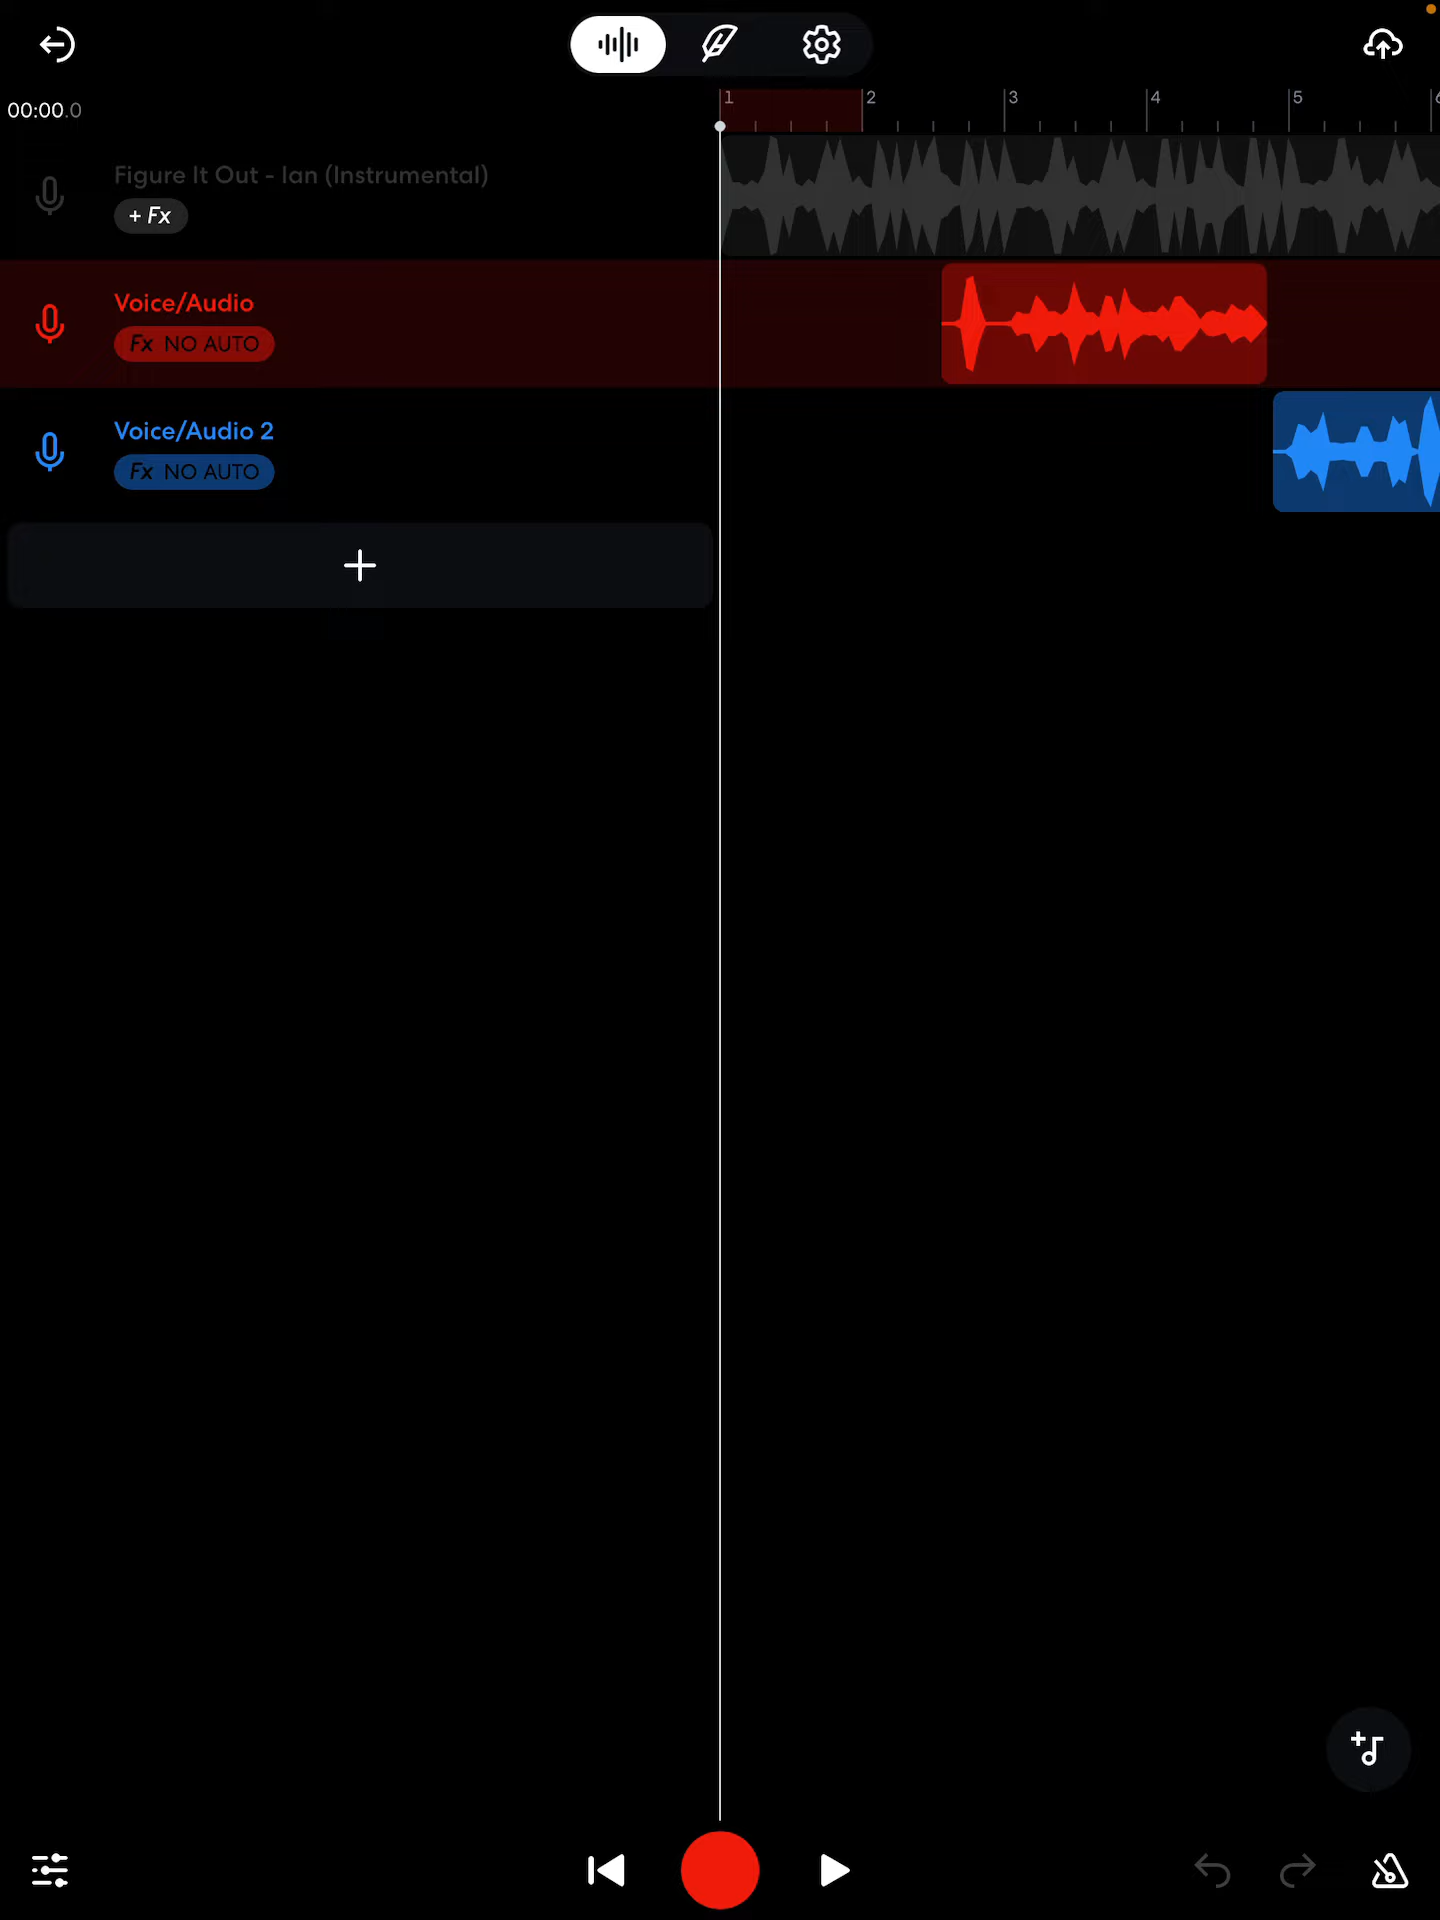 00:00.0
1 2 3 4 5 6
Figure It Out - Ian (Instrumental)
+ Fx
Voice/Audio
Fx NO AUTO
Voice/Audio 2
Fx NO AUTO